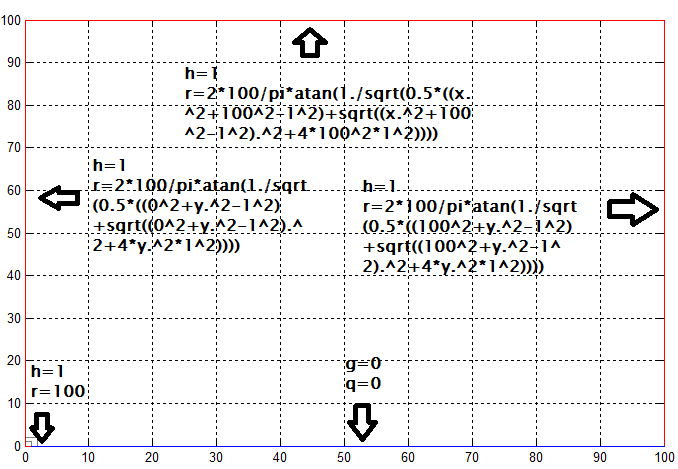 100
90
80
70
60
50
40
30
20
10
0
h=1
r=2*100/pi*atan(1./sqrt(0.5*((x.
^2+100^2-1^2)+sqrt((x.^2+100
^2-1^2).^2+4*100^2*1^2))))
h=1
r=2*100/pi*atan(1./sqrt
(0.5*((0^2+y.^2-1^2)
+sqrt((0^2+y.^2-1^2).^
2+4*y.^2*1^2))))
h=1
r=2*100/pi*atan(1./sqrt
(0.5*((100^2+y.^2-1^2)
+sqrt((100^2+y.^2-1^
2).^2+4*y.^2*1^2))))
h=1
r=100
g=0
q=0
0 10 20 30 40 50 60 70 80 90 100